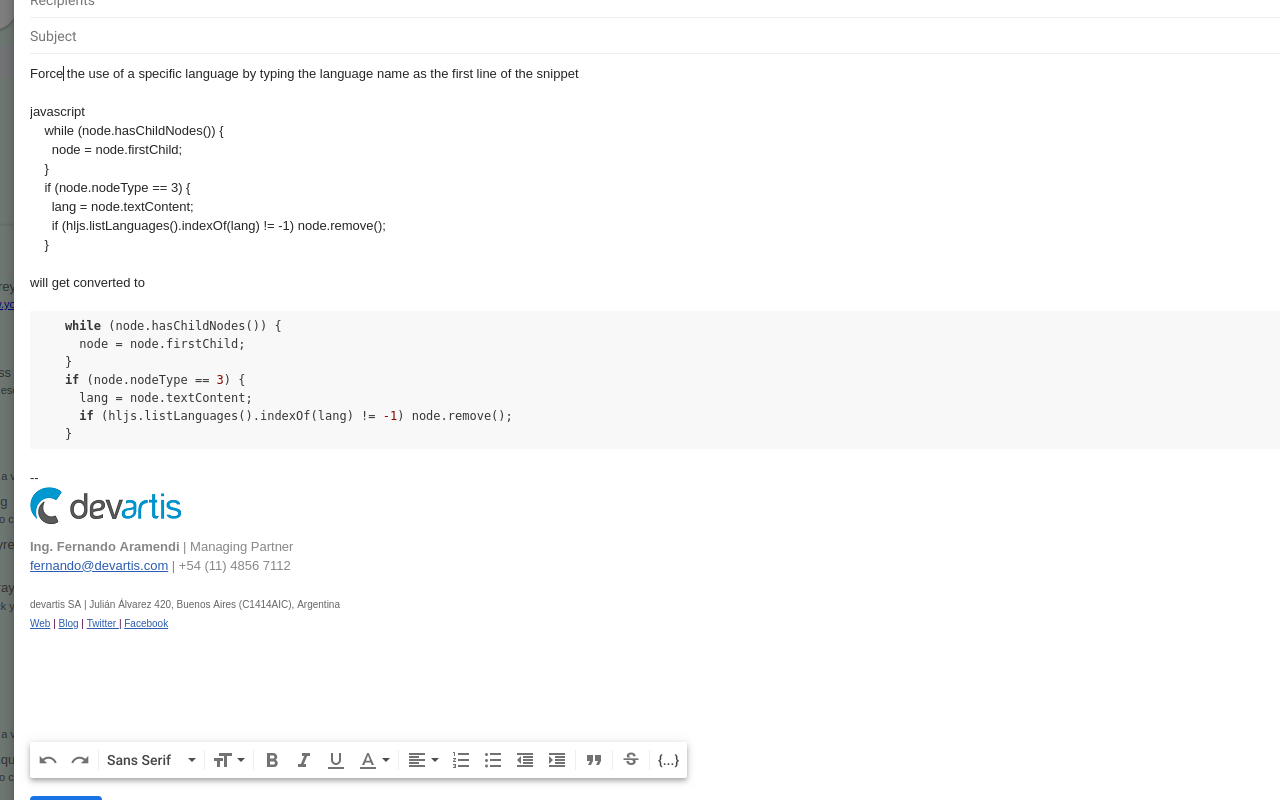 Recipients
Subject
Force the use of a specific language by typing the language name as the first line of the snippet
javascript
    while (node.hasChildNodes()) {
      node = node.firstChild;
    }
    if (node.nodeType == 3) {
      lang = node.textContent;
      if (hljs.listLanguages().indexOf(lang) != -1) node.remove();
    }
will get converted to
    while (node.hasChildNodes()) {
      node = node.firstChild;
    }
    if (node.nodeType == 3) {
      lang = node.textContent;
      if (hljs.listLanguages().indexOf(lang) != -1) node.remove();
    }
--
devartis
Ing. Fernando Aramendi | Managing Partner
fernando@devartis.com | +54 (11) 4856 7112
devartis SA | Julián Álvarez 420, Buenos Aires (C1414AIC), Argentina
Web | Blog | Twitter | Facebook
Sans Serif B I U A S {...}